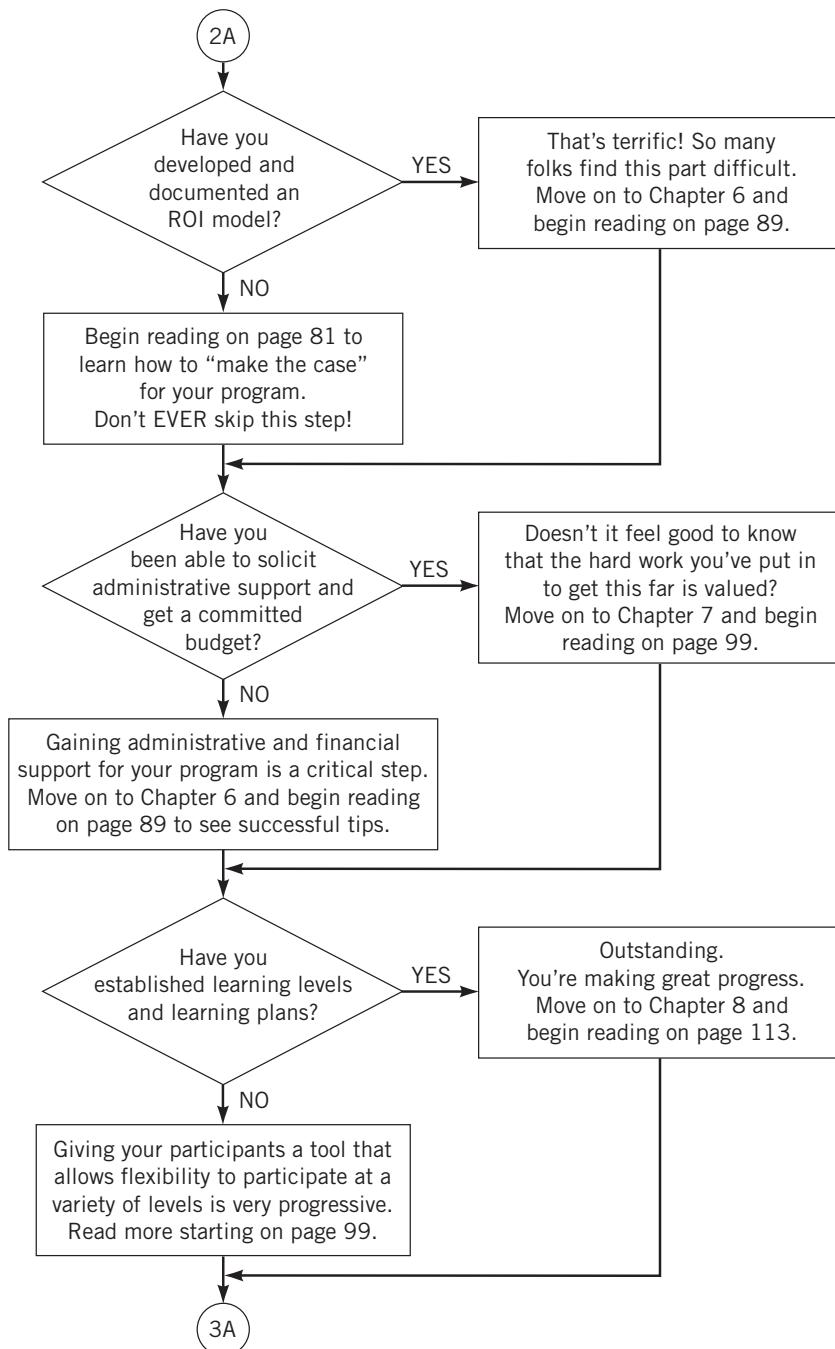 2A
Have you
developed and
documented an
ROI model?
YES
That's terrific! So many
folks find this part difficult.
Move on to Chapter 6 and
begin reading on page 89.
NO
Begin reading on page 81 to
learn how to “make the case”
for your program.
Don't EVER skip this step!
Have you
been able to solicit
administrative support and
get a committed
budget?
YES
Doesn't it feel good to know
that the hard work you've put in
to get this far is valued?
Move on to Chapter 7 and begin
reading on page 99.
NO
Gaining administrative and financial
support for your program is a critical step.
Move on to Chapter 6 and begin reading
on page 89 to see successful tips.
Have you
established learning levels
and learning plans?
YES
Outstanding.
You're making great progress.
Move on to Chapter 8 and
begin reading on page 113.
NO
Giving your participants a tool that
allows flexibility to participate at a
variety of levels is very progressive.
Read more starting on page 99.
3A